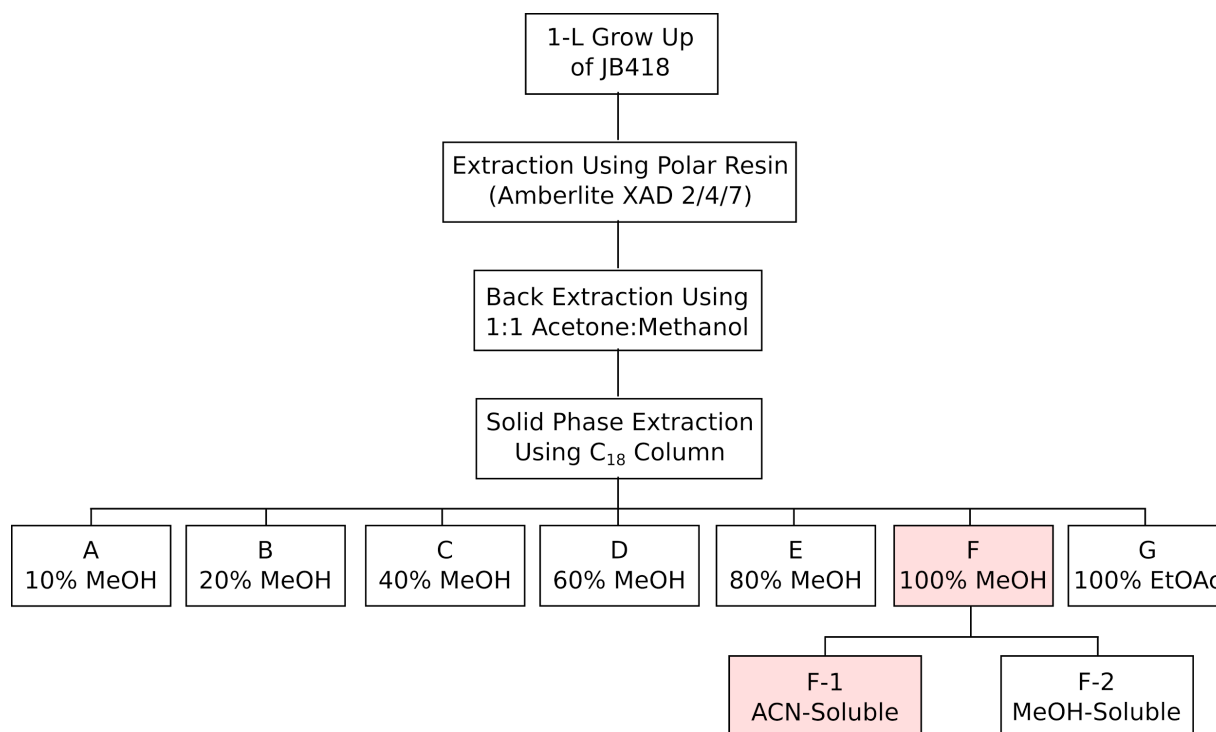 1-L Grow Up
of JB418
Extraction Using Polar Resin
(Amberlite XAD 2/4/7)
Back Extraction Using
1:1 Acetone:Methanol
Solid Phase Extraction
Using C₁₈ Column
A
10% MeOH
B
20% MeOH
C
40% MeOH
D
60% MeOH
E
80% MeOH
F
100% MeOH
G
100% EtOAc
F-1
ACN-Soluble
F-2
MeOH-Soluble